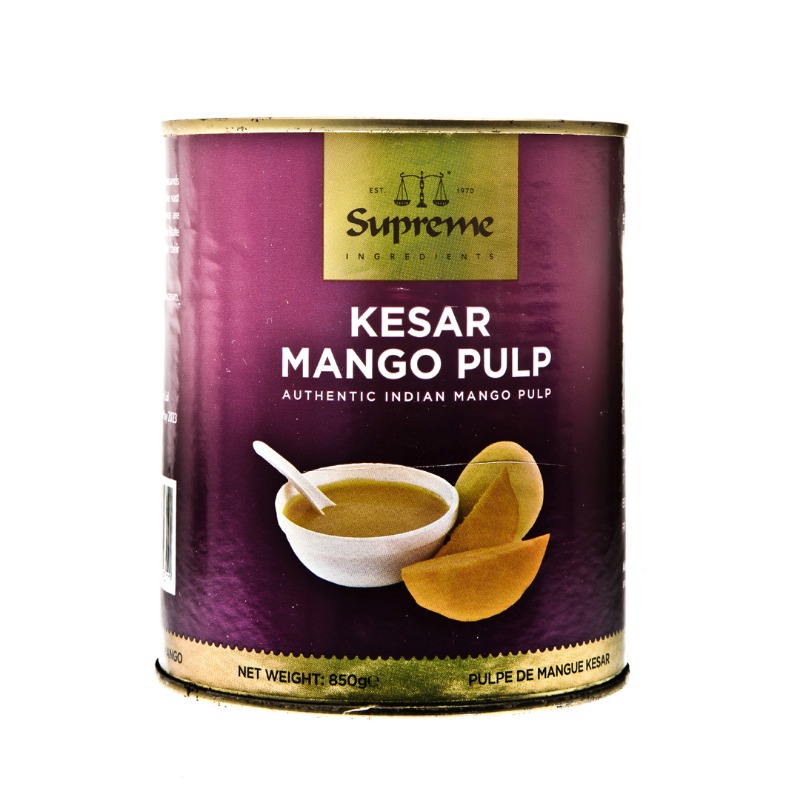 EST. 1970
Supreme
INGREDIENTS
KESAR
MANGO PULP
AUTHENTIC INDIAN MANGO PULP
NET WEIGHT: 850g℮
PULPE DE MANGUE KESAR